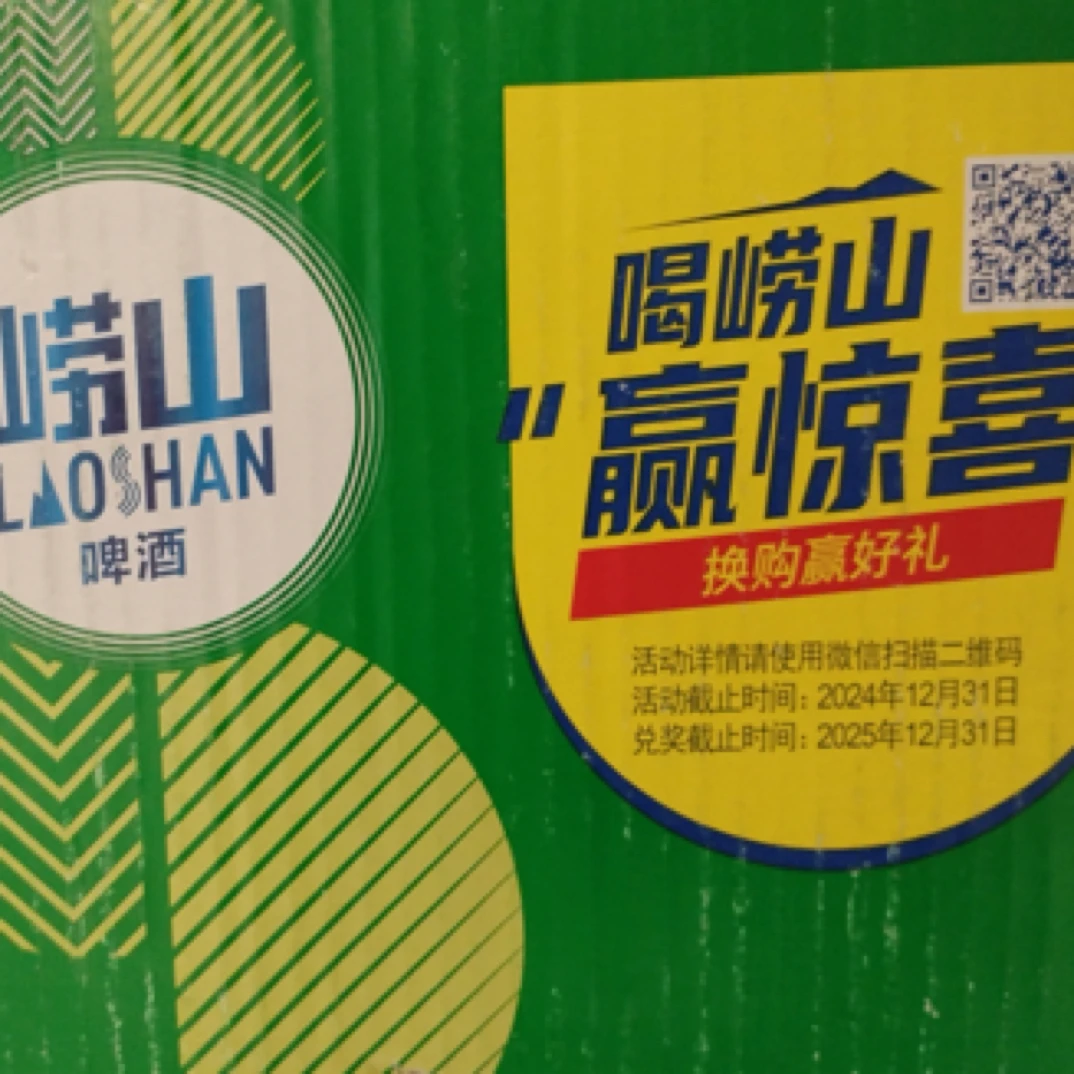 崂山
LAOSHAN
啤酒
喝崂山
"赢惊喜
换购赢好礼
活动详情请使用微信扫描二维码
活动截止时间：2024年12月31日
兑奖截止时间：2025年12月31日